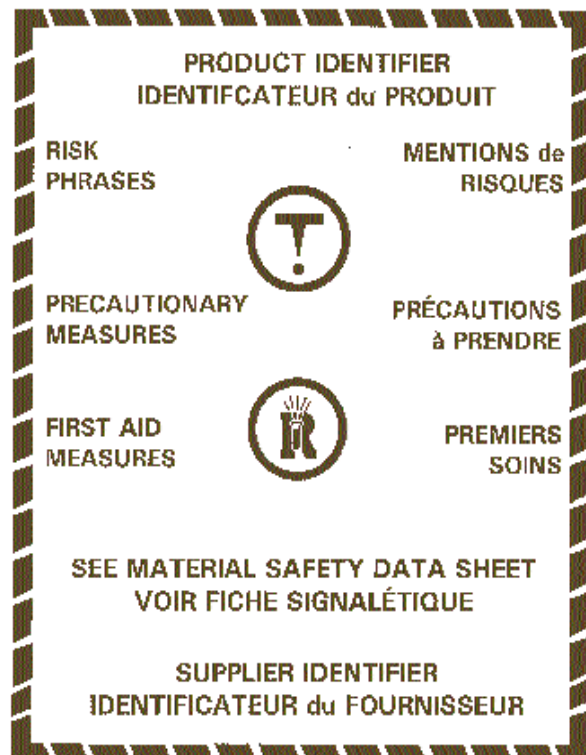 PRODUCT IDENTIFIER
IDENTIFCATEUR du PRODUIT
RISK
PHRASES
MENTIONS de
RISQUES
PRECAUTIONARY
MEASURES
PRÉCAUTIONS
à PRENDRE
FIRST AID
MEASURES
R
PREMIERS
SOINS
SEE MATERIAL SAFETY DATA SHEET
VOIR FICHE SIGNALÉTIQUE
SUPPLIER IDENTIFIER
IDENTIFICATEUR du FOURNISSEUR